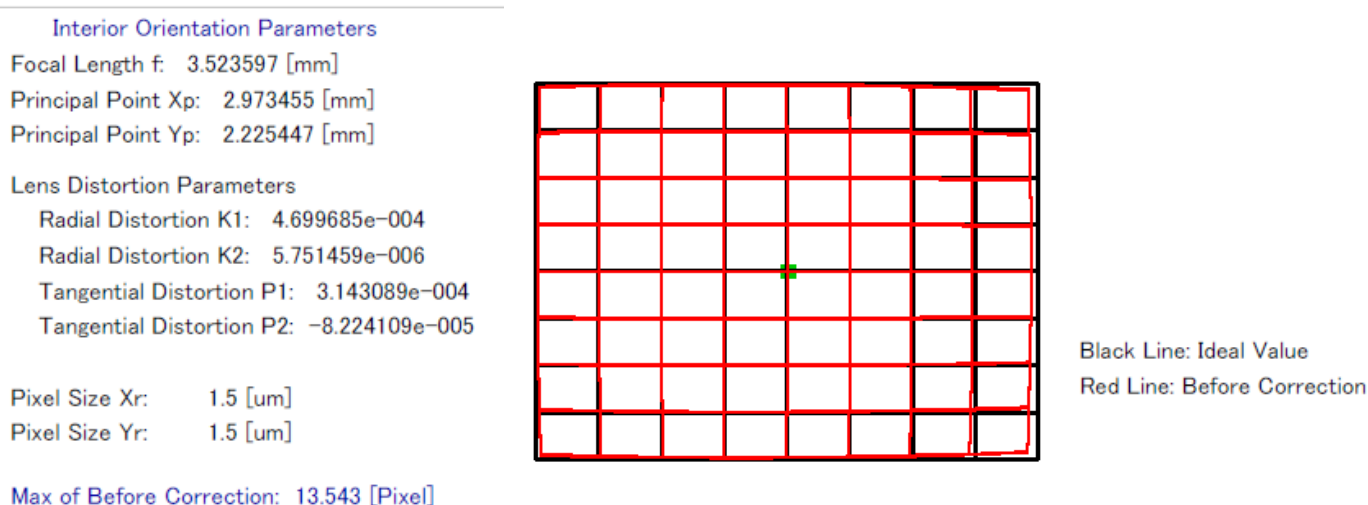 Interior Orientation Parameters
Focal Length f: 3.523597 [mm]
Principal Point Xp: 2.973455 [mm]
Principal Point Yp: 2.225447 [mm]
Lens Distortion Parameters
Radial Distortion K1: 4.699685e-004
Radial Distortion K2: 5.751459e-006
Tangential Distortion P1: 3.143089e-004
Tangential Distortion P2: -8.224109e-005
Pixel Size Xr: 1.5 [um]
Pixel Size Yr: 1.5 [um]
Max of Before Correction: 13.543 [Pixel]
Black Line: Ideal Value
Red Line: Before Correction